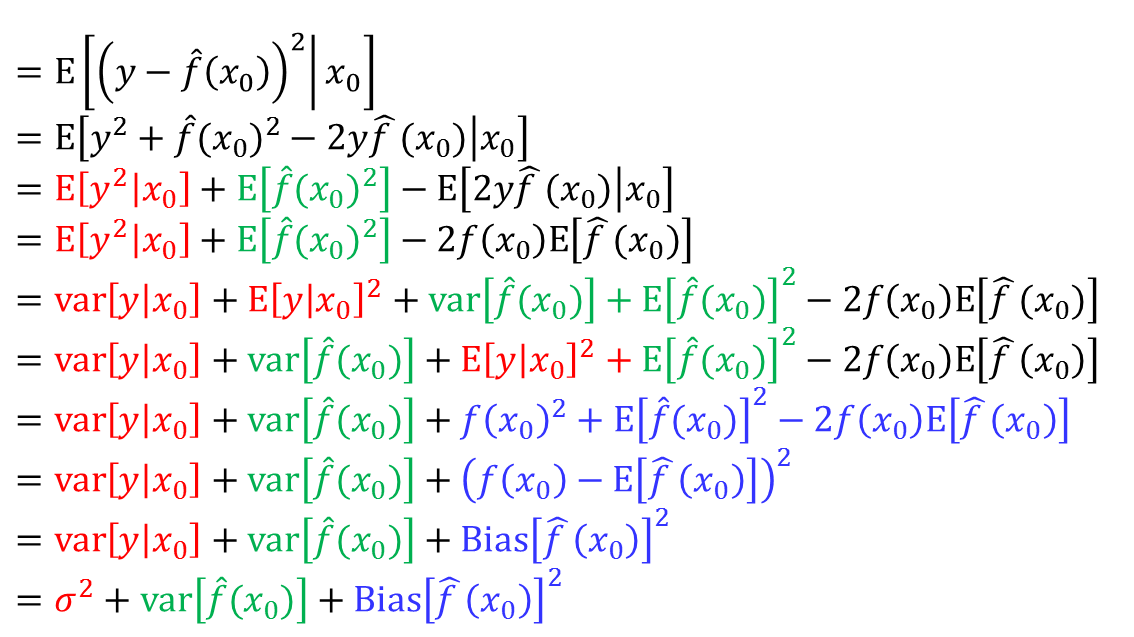 = E[(y − f̂(x₀))²| x₀]
= E[y² + f̂(x₀)² − 2yf̂ (x₀)|x₀]
= E[y²|x₀] + E[f̂(x₀)²] − E[2yf̂ (x₀)|x₀]
= E[y²|x₀] + E[f̂(x₀)²] − 2f(x₀)E[f̂ (x₀)]
= var[y|x₀] + E[y|x₀]² + var[f̂(x₀)] + E[f̂(x₀)]² − 2f(x₀)E[f̂ (x₀)]
= var[y|x₀] + var[f̂(x₀)] + E[y|x₀]² + E[f̂(x₀)]² − 2f(x₀)E[f̂ (x₀)]
= var[y|x₀] + var[f̂(x₀)] + f(x₀)² + E[f̂(x₀)]² − 2f(x₀)E[f̂ (x₀)]
= var[y|x₀] + var[f̂(x₀)] + (f(x₀) − E[f̂ (x₀)])²
= var[y|x₀] + var[f̂(x₀)] + Bias[f̂ (x₀)]²
= σ² + var[f̂(x₀)] + Bias[f̂ (x₀)]²